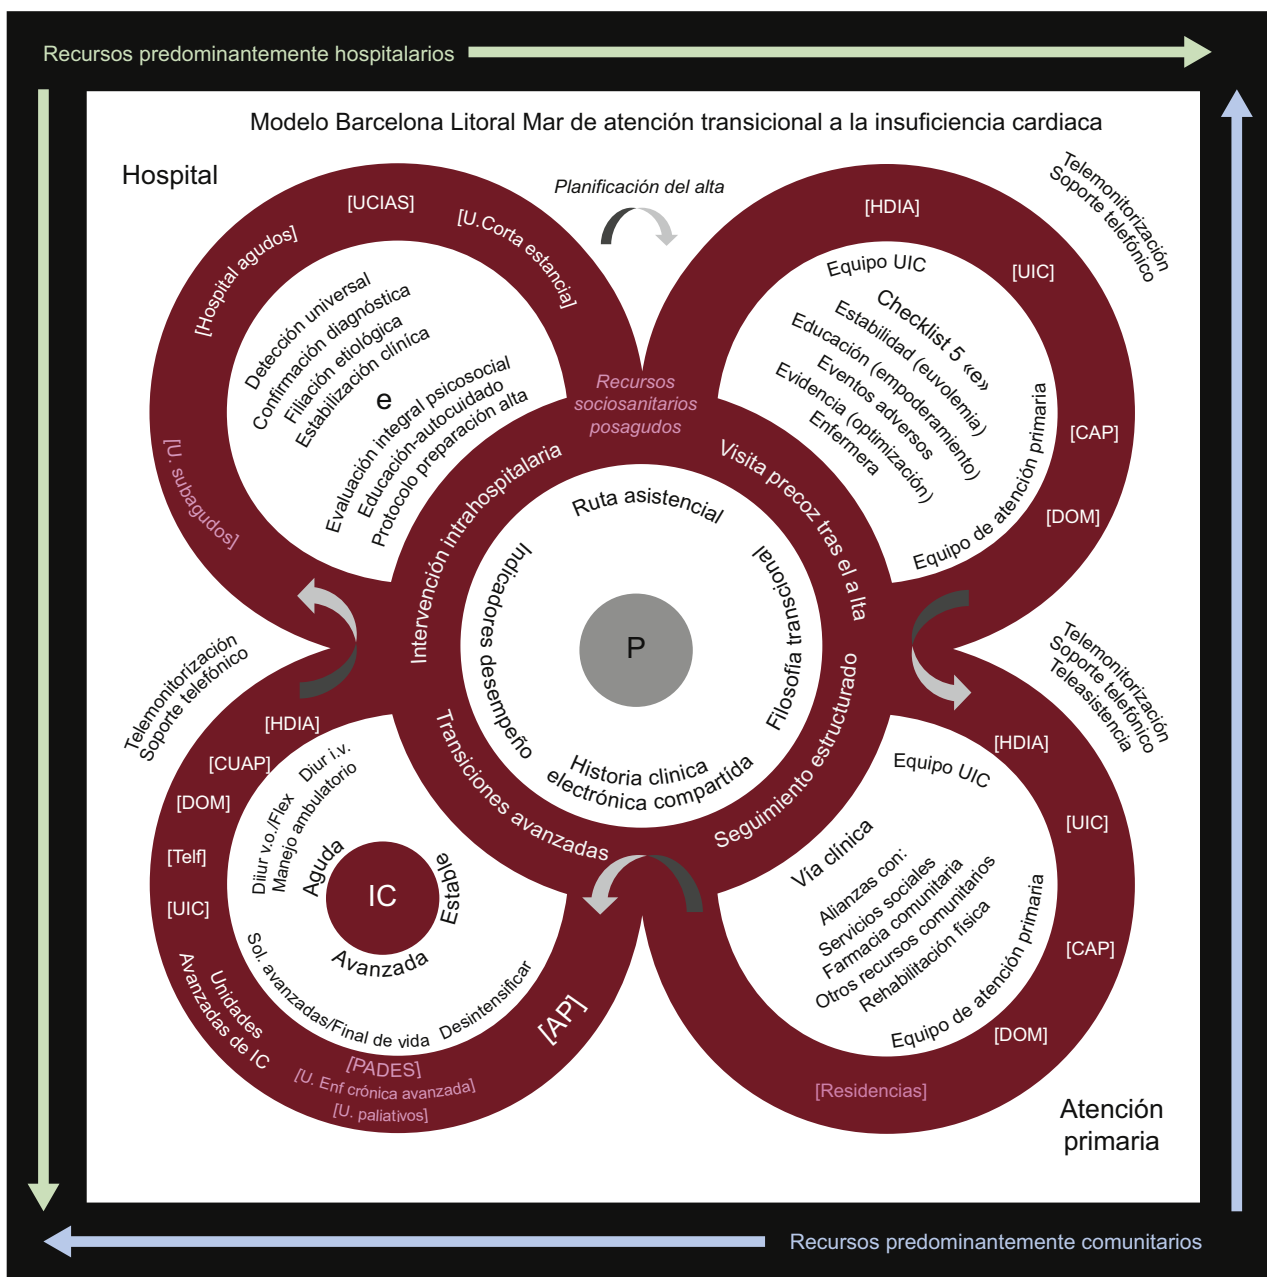 Recursos predominantemente hospitalarios
Modelo Barcelona Litoral Mar de atención transicional a la insuficiencia cardiaca
Hospital
Planificación del alta
[Hospital agudos]
[UCIAS]
[U.Corta estancia]
[U. subagudos]
Detección universal
Confirmación diagnóstica
Filiación etiológica
Estabilización clínica
e
Evaluación integral psicosocial
Educación-autocuidado
Protocolo preparación alta
Recursos
sociosanitarios
posagudos
Telemonitorización
Soporte telefónico
[HDIA]
[UIC]
[CAP]
[DOM]
Equipo UIC
Checklist 5 «e»
Estabilidad (euvolemia)
Educación (empoderamiento)
Eventos adversos
Evidencia (optimización)
Enfermera
Equipo de atención primaria
Intervención intrahospitalaria
Visita precoz tras el a lta
Seguimiento estructurado
Transiciones avanzadas
Ruta asistencial
Filosofía transcional
Historia clinica
electrónica compartída
Indicadores desempeño
P
Telemonitorización
Soporte telefónico
Teleasistencia
[HDIA]
[UIC]
[CAP]
[DOM]
[Residencias]
Equipo UIC
Vía clínica
Alianzas con:
Servicios sociales
Farmacia comunitaria
Otros recursos comunitarios
Rehabilitación física
Equipo de atención primaria
Atención
primaria
Telemonitorización
Soporte telefónico
[HDIA]
[CUAP]
[DOM]
[Telf]
[UIC]
Unidades
Avanzadas de IC
[PADES]
[U. Enf crónica avanzada]
[U. paliativos]
[AP]
Diur i.v.
Diiur v.o./Flex
Manejo ambulatorio
Aguda
Estable
Avanzada
IC
Sol. avanzadas/Final de vida
Desintensificar
Recursos predominantemente comunitarios